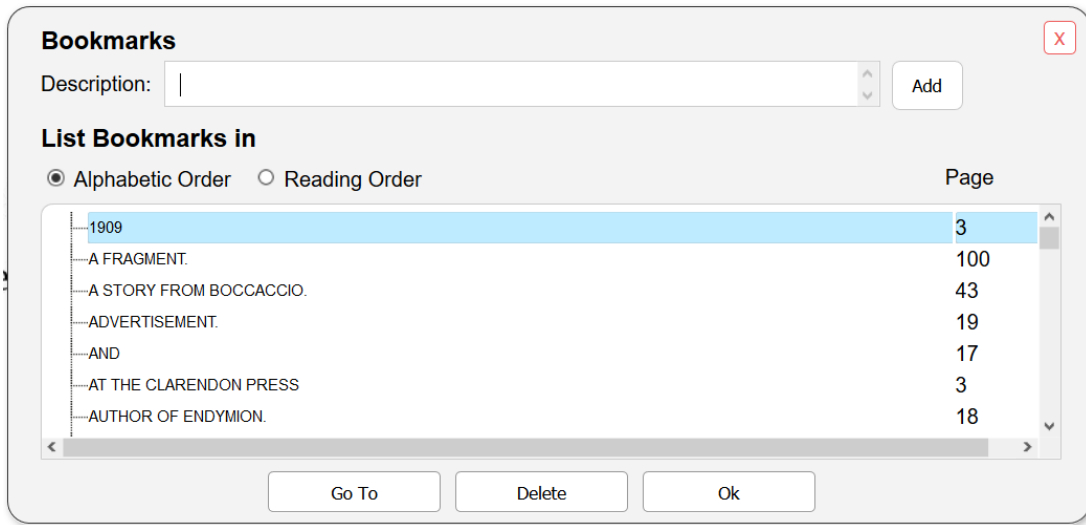 Bookmarks
X
Description:
Add
List Bookmarks in
Alphabetic Order Reading Order Page
1909 3
A FRAGMENT. 100
A STORY FROM BOCCACCIO. 43
ADVERTISEMENT. 19
AND 17
AT THE CLARENDON PRESS 3
AUTHOR OF ENDYMION. 18
Go To Delete Ok